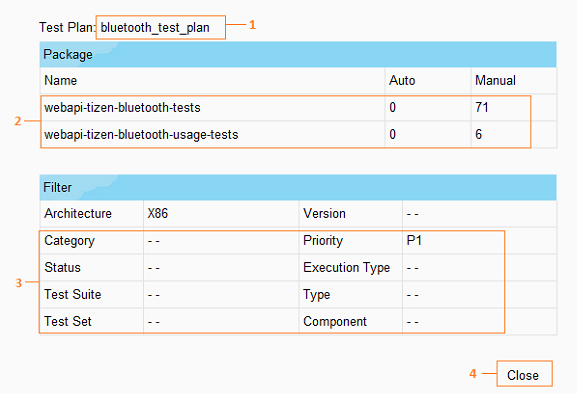 Test Plan: bluetooth_test_plan 1
Package
Name Auto Manual
webapi-tizen-bluetooth-tests 0 71
2
webapi-tizen-bluetooth-usage-tests 0 6
Filter
Architecture X86 Version - -
Category - - Priority P1
Status - - Execution Type - -
3
Test Suite - - Type - -
Test Set - - Component - -
4 Close